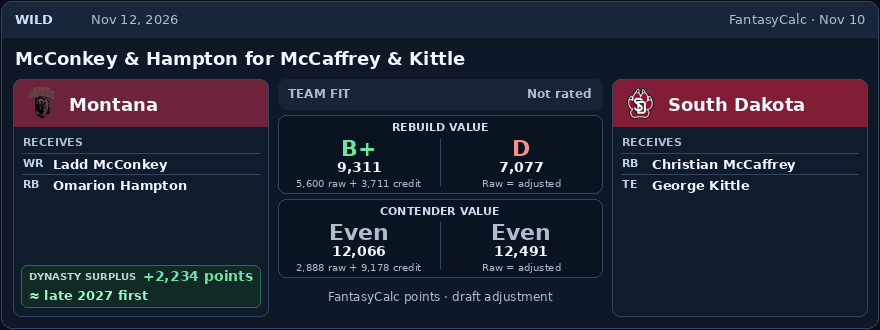 WILD Nov 12, 2026 FantasyCalc · Nov 10
McConkey & Hampton for McCaffrey & Kittle
Montana
RECEIVES
WR Ladd McConkey
RB Omarion Hampton
DYNASTY SURPLUS +2,234 points
≈ late 2027 first
TEAM FIT Not rated
REBUILD VALUE
B+ D
9,311 7,077
5,600 raw + 3,711 credit Raw = adjusted
CONTENDER VALUE
Even Even
12,066 12,491
2,888 raw + 9,178 credit Raw = adjusted
FantasyCalc points · draft adjustment
South Dakota
RECEIVES
RB Christian McCaffrey
TE George Kittle